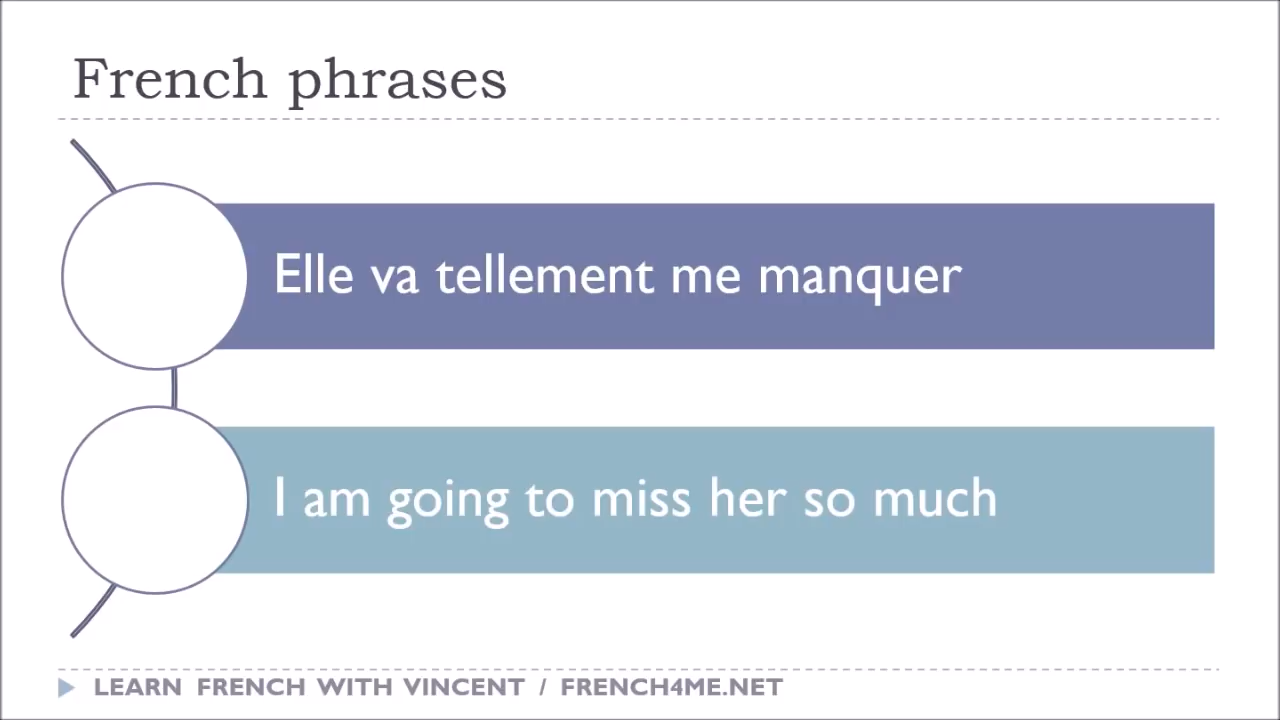 French phrases
Elle va tellement me manquer
I am going to miss her so much
LEARN FRENCH WITH VINCENT / FRENCH4ME.NET